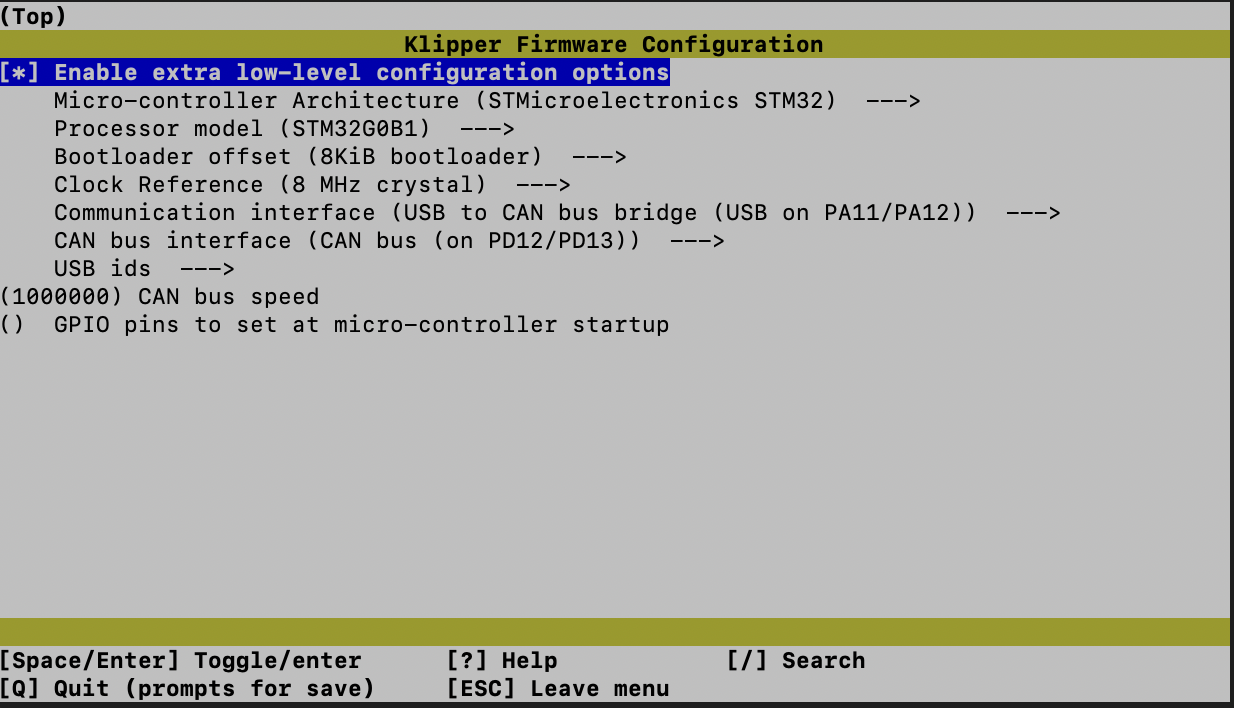 (Top)
Klipper Firmware Configuration
[*] Enable extra low-level configuration options
Micro-controller Architecture (STMicroelectronics STM32) --->
Processor model (STM32G0B1) --->
Bootloader offset (8KiB bootloader) --->
Clock Reference (8 MHz crystal) --->
Communication interface (USB to CAN bus bridge (USB on PA11/PA12)) --->
CAN bus interface (CAN bus (on PD12/PD13)) --->
USB ids --->
(1000000) CAN bus speed
() GPIO pins to set at micro-controller startup
[Space/Enter] Toggle/enter [?] Help [/] Search
[Q] Quit (prompts for save) [ESC] Leave menu